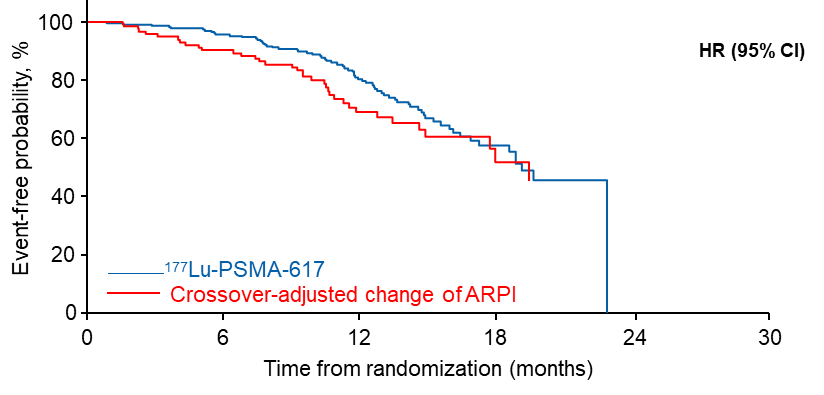 100
80
60
40
20
0
Event-free probability, %
HR (95% CI)
¹⁷⁷Lu-PSMA-617
Crossover-adjusted change of ARPI
0 6 12 18 24 30
Time from randomization (months)